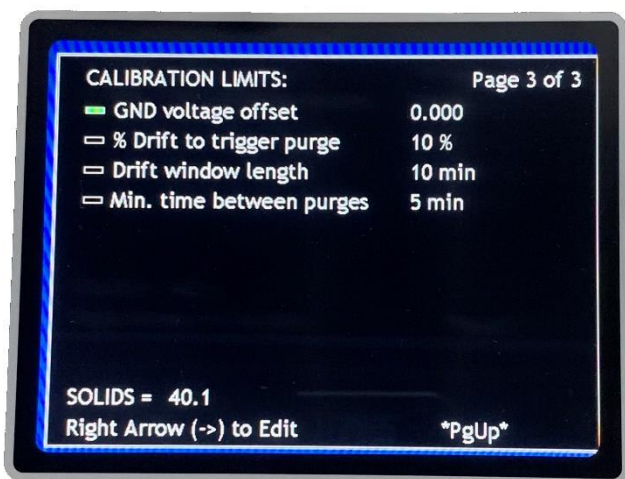 CALIBRATION LIMITS: Page 3 of 3
GND voltage offset 0.000
% Drift to trigger purge 10 %
Drift window length 10 min
Min. time between purges 5 min
SOLIDS = 40.1
Right Arrow (->) to Edit *PgUp*